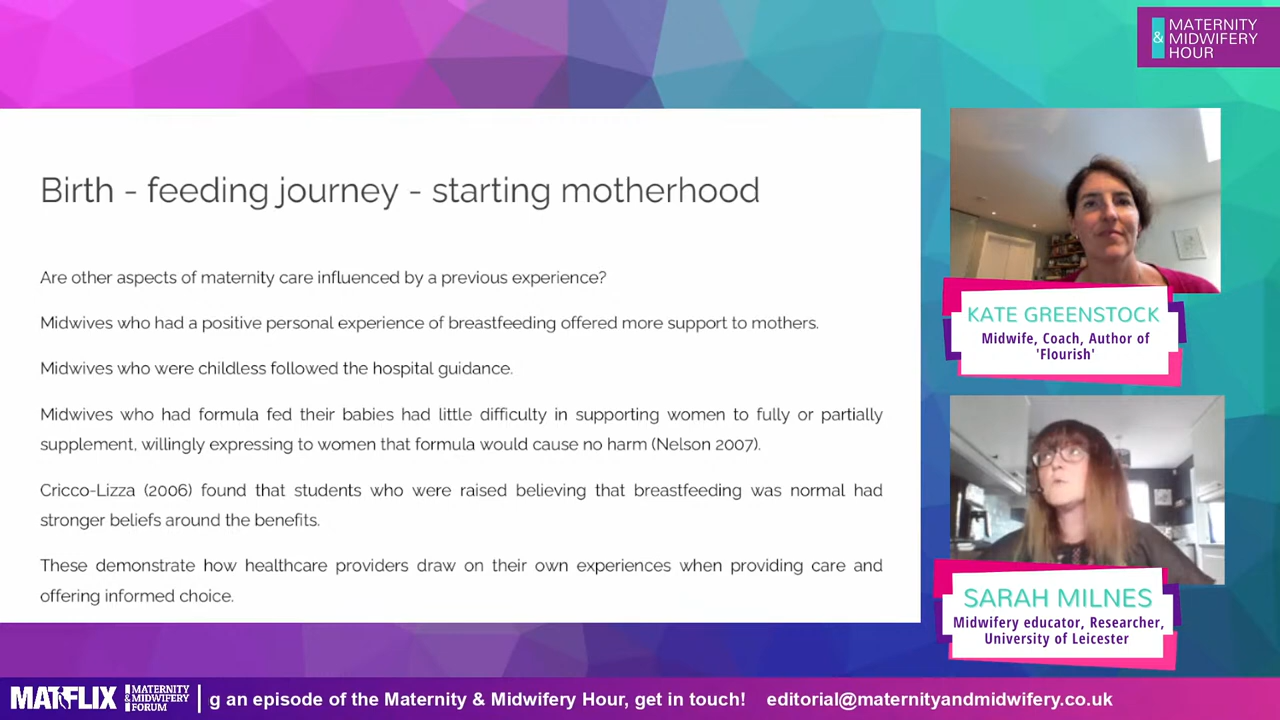 MATERNITY
& MIDWIFERY
HOUR
Birth - feeding journey - starting motherhood
Are other aspects of maternity care influenced by a previous experience?
Midwives who had a positive personal experience of breastfeeding offered more support to mothers.
Midwives who were childless followed the hospital guidance.
Midwives who had formula fed their babies had little difficulty in supporting women to fully or partially
supplement, willingly expressing to women that formula would cause no harm (Nelson 2007).
Cricco-Lizza (2006) found that students who were raised believing that breastfeeding was normal had
stronger beliefs around the benefits.
These demonstrate how healthcare providers draw on their own experiences when providing care and
offering informed choice.
KATE GREENSTOCK
Midwife, Coach, Author of
'Flourish'
SARAH MILNES
Midwifery educator, Researcher,
University of Leicester
MATFLIX
MATERNITY
& MIDWIFERY
FORUM
g an episode of the Maternity & Midwifery Hour, get in touch! editorial@maternityandmidwifery.co.uk